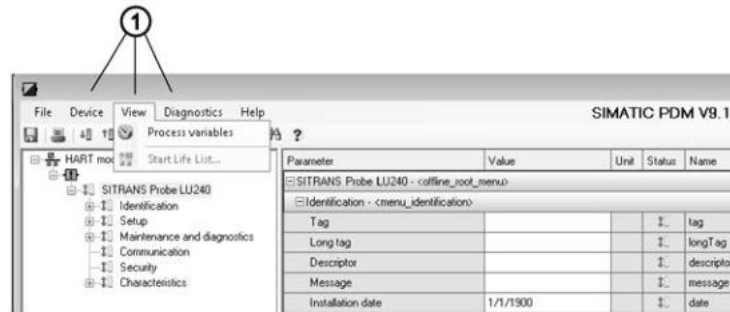 1
File Device View Diagnostics Help
SIMATIC PDM V9.1
Process variables
?
HART mod
Start Life List...
Parameter Value Unit Status Name
SITRANS Probe LU240 - <offline_root_menu>
SITRANS Probe LU240
Identification - <menu_identification>
Identification
Tag tag
Setup
Long tag longTag
Maintenance and diagnostics
Descriptor descripto
Communication
Security
Message message
Characteristics
Installation date 1/1/1900 date